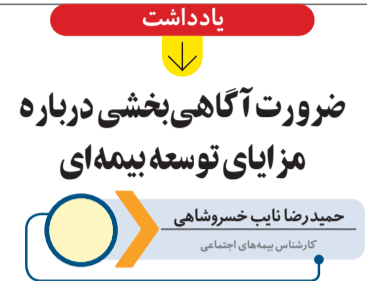 یادداشت
ضرورت آگاهی‌بخشی درباره
مزایای توسعه بیمه‌ای
حمیدرضا نایب خسروشاهی
کارشناس بیمه‌های اجتماعی